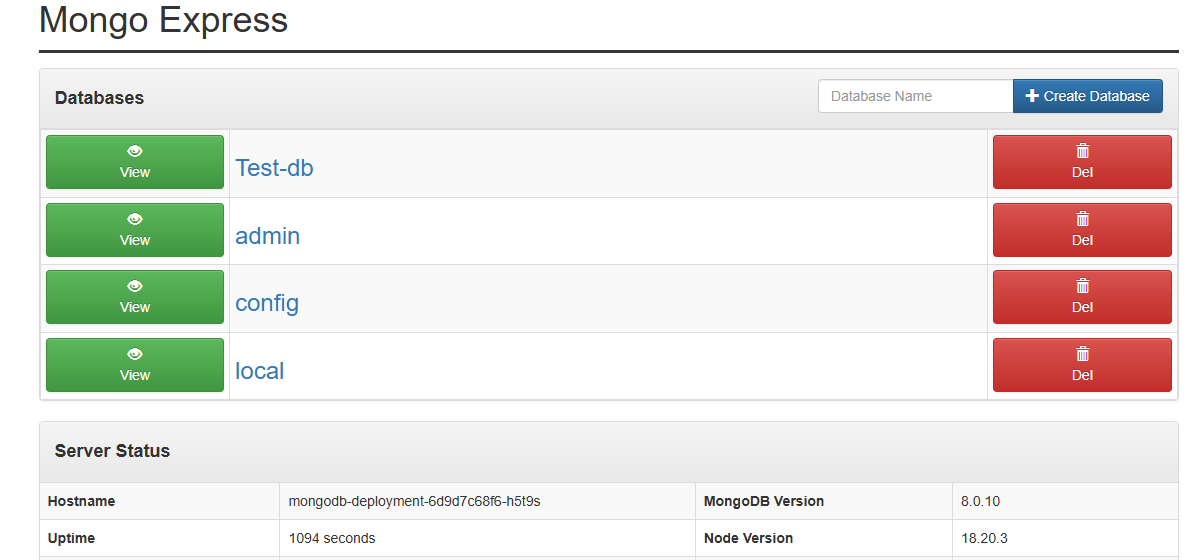 Mongo Express
Databases
Database Name
Create Database
View
Test-db
Del
View
admin
Del
View
config
Del
View
local
Del
Server Status
Hostname mongodb-deployment-6d9d7c68f6-h5t9s MongoDB Version 8.0.10
Uptime 1094 seconds Node Version 18.20.3